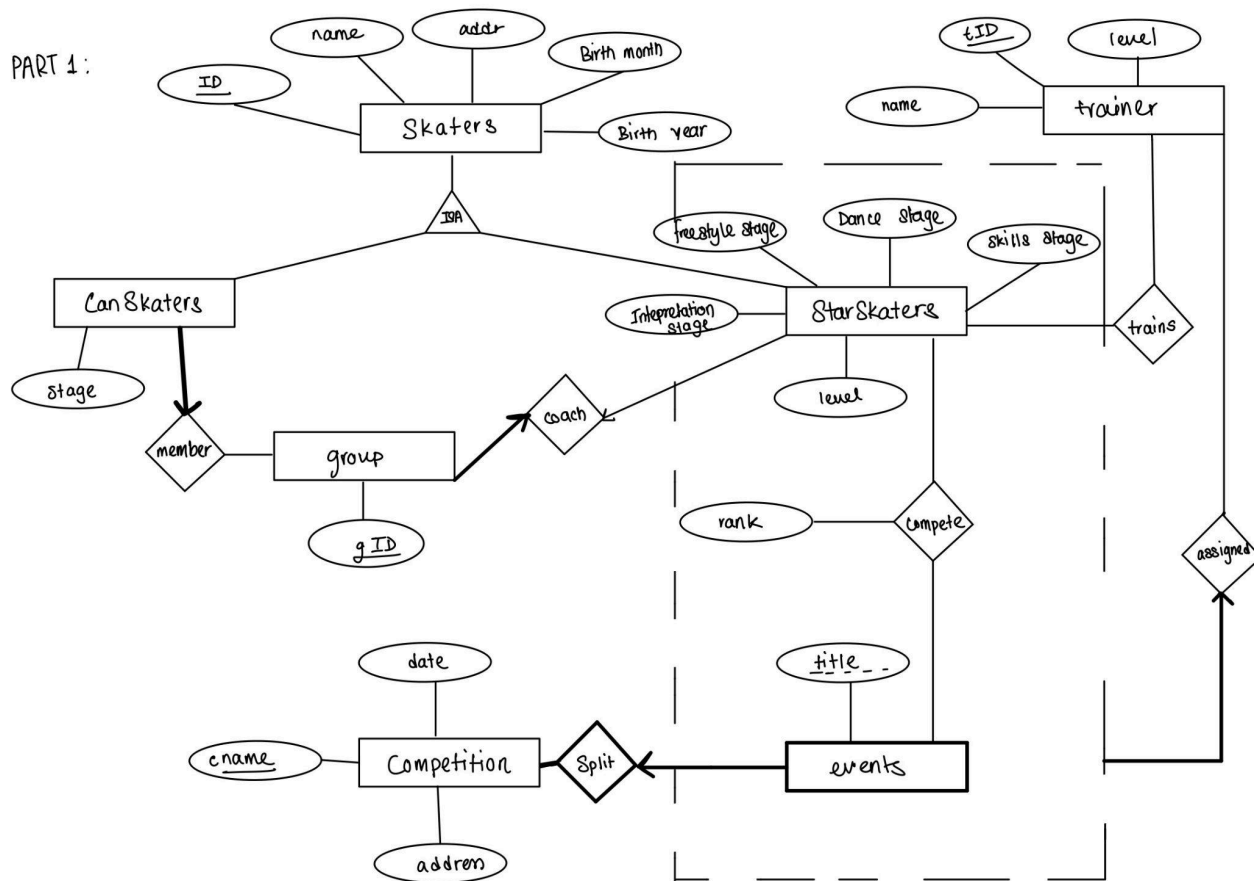 PART 1:
name
addr
Birth month
ID
Skaters
Birth year
tID
level
name
trainer
ISA
freestyle stage
Dance stage
Skills stage
CanSkaters
Intepretation
stage
StarSkaters
trains
stage
level
coach
member
group
gID
rank
compete
assigned
date
title
cname
Competition
Split
events
address